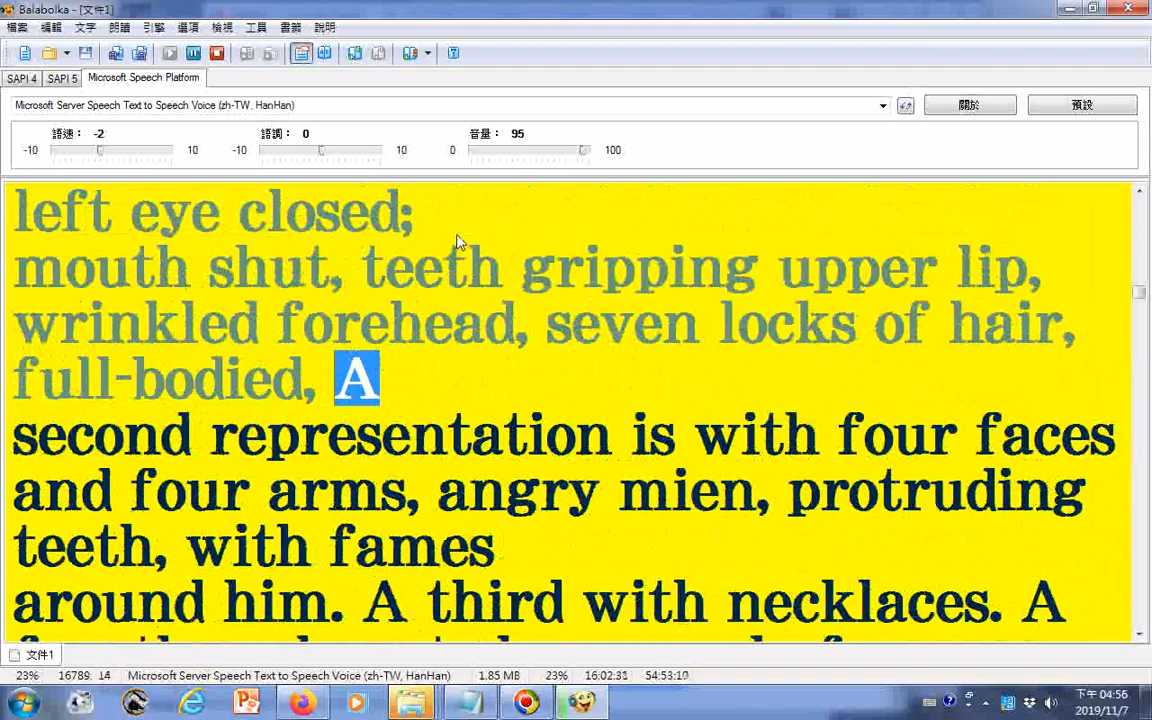 Balabolka - [文件1]
檔案 編輯 文字 朗讀 引擎 選項 檢視 工具 書籤 說明
SAPI 4 SAPI 5 Microsoft Speech Platform
Microsoft Server Speech Text to Speech Voice (zh-TW, HanHan) 關於 預設
語速： -2 語調： 0 音量： 95
-10 10 -10 10 0 100
left eye closed;
mouth shut, teeth gripping upper lip,
wrinkled forehead, seven locks of hair,
full-bodied, A
second representation is with four faces
and four arms, angry mien, protruding
teeth, with fames
around him. A third with necklaces. A
文件1
23% 16789: 14 Microsoft Server Speech Text to Speech Voice (zh-TW, HanHan) 1.85 MB 23% 16:02:31 54:53:10
下午 04:56
2019/11/7